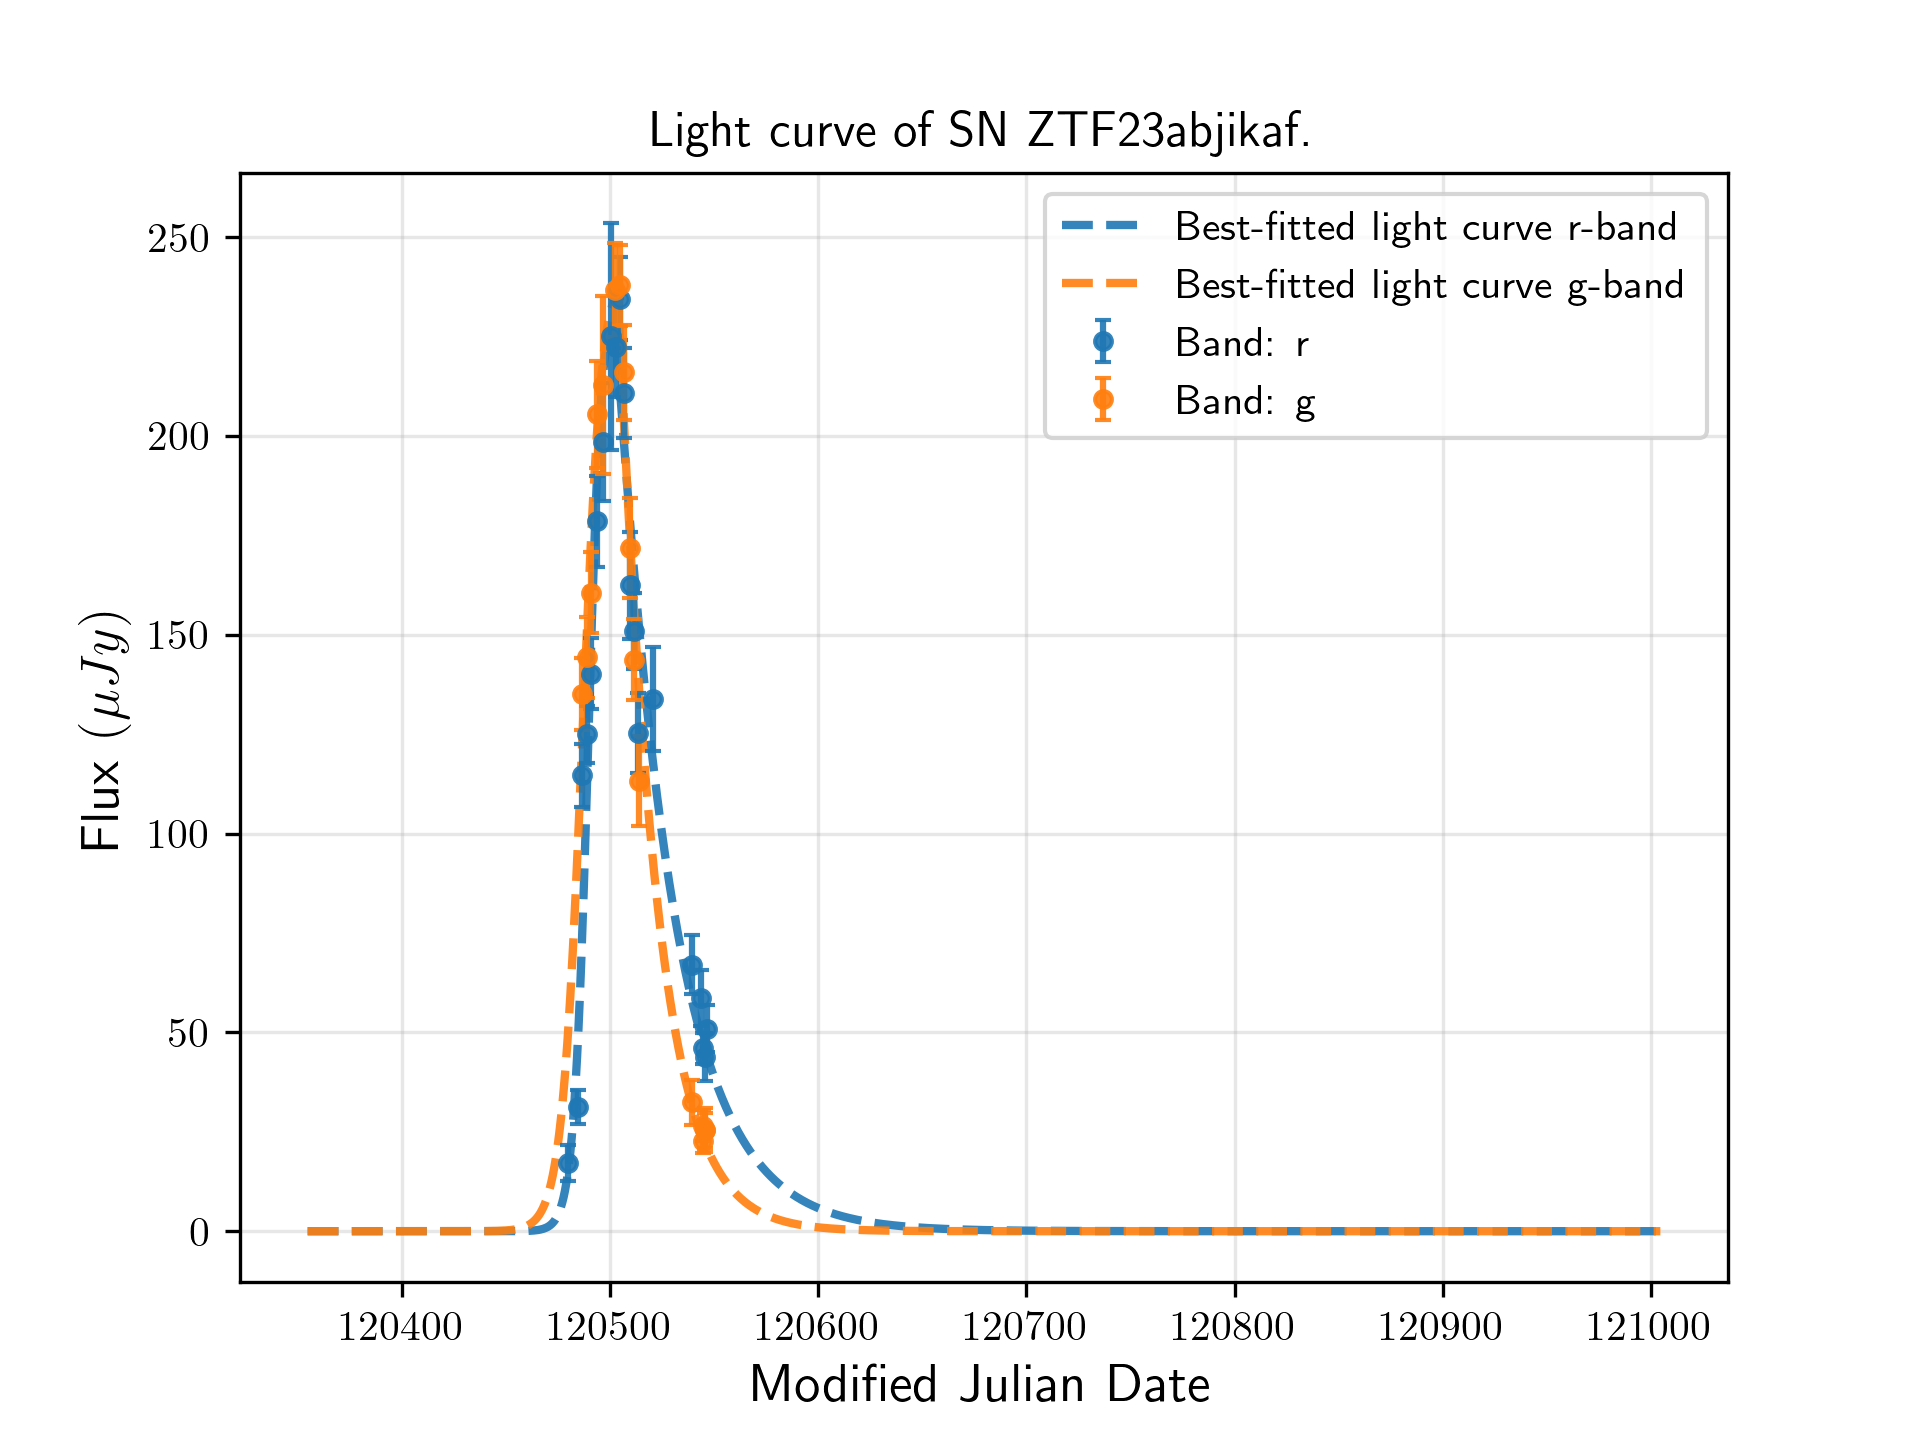 Light curve of SN ZTF23abjikaf.
Best-fitted light curve r-band
Best-fitted light curve g-band
Band: r
Band: g
250
200
150
100
50
0
Flux (μJy)
120400 120500 120600 120700 120800 120900 121000
Modified Julian Date